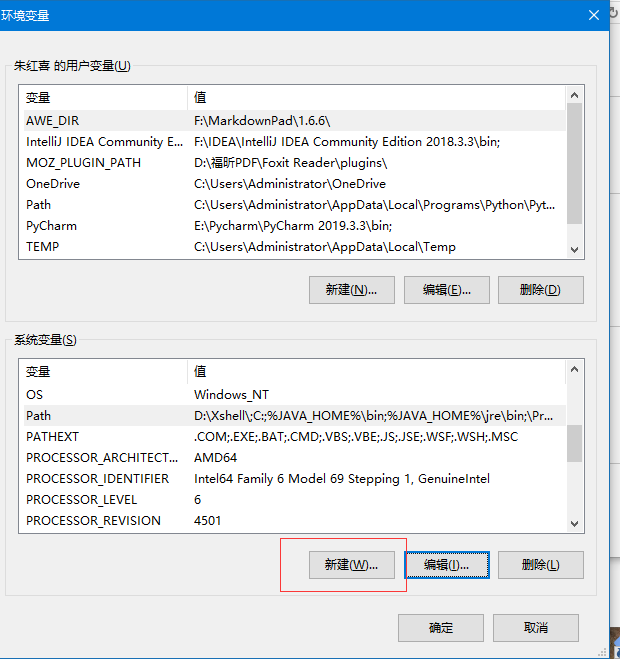 环境变量
朱红喜 的用户变量(U)
变量 值
AWE_DIR F:\MarkdownPad\1.6.6\
IntelliJ IDEA Community E... F:\IDEA\IntelliJ IDEA Community Edition 2018.3.3\bin;
MOZ_PLUGIN_PATH D:\福昕PDF\Foxit Reader\plugins\
OneDrive C:\Users\Administrator\OneDrive
Path C:\Users\Administrator\AppData\Local\Programs\Python\Pyt...
PyCharm E:\Pycharm\PyCharm 2019.3.3\bin;
TEMP C:\Users\Administrator\AppData\Local\Temp
新建(N)... 编辑(E)... 删除(D)
系统变量(S)
变量 值
OS Windows_NT
Path D:\Xshell\;C:;%JAVA_HOME%\bin;%JAVA_HOME%\jre\bin;\Pr...
PATHEXT .COM;.EXE;.BAT;.CMD;.VBS;.VBE;.JS;.JSE;.WSF;.WSH;.MSC
PROCESSOR_ARCHITECT... AMD64
PROCESSOR_IDENTIFIER Intel64 Family 6 Model 69 Stepping 1, GenuineIntel
PROCESSOR_LEVEL 6
PROCESSOR_REVISION 4501
新建(W)... 编辑(I)... 删除(L)
确定 取消